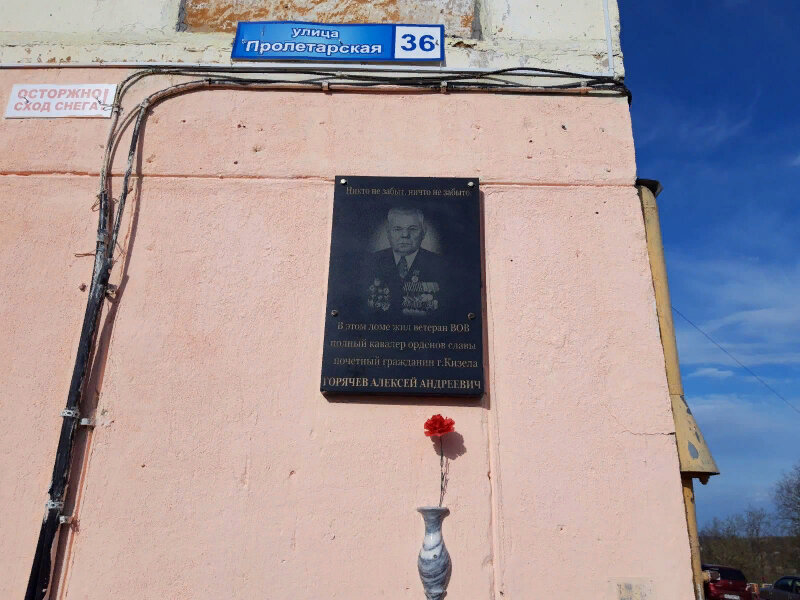 улица
Пролетарская 36
ОСТОРЖНО!
СХОД СНЕГА!
Никто не забыт, ничто не забыто.
В этом доме жил ветеран ВОВ
полный кавалер орденов славы
почетный гражданин г.Кизела
ГОРЯЧЕВ АЛЕКСЕЙ АНДРЕЕВИЧ